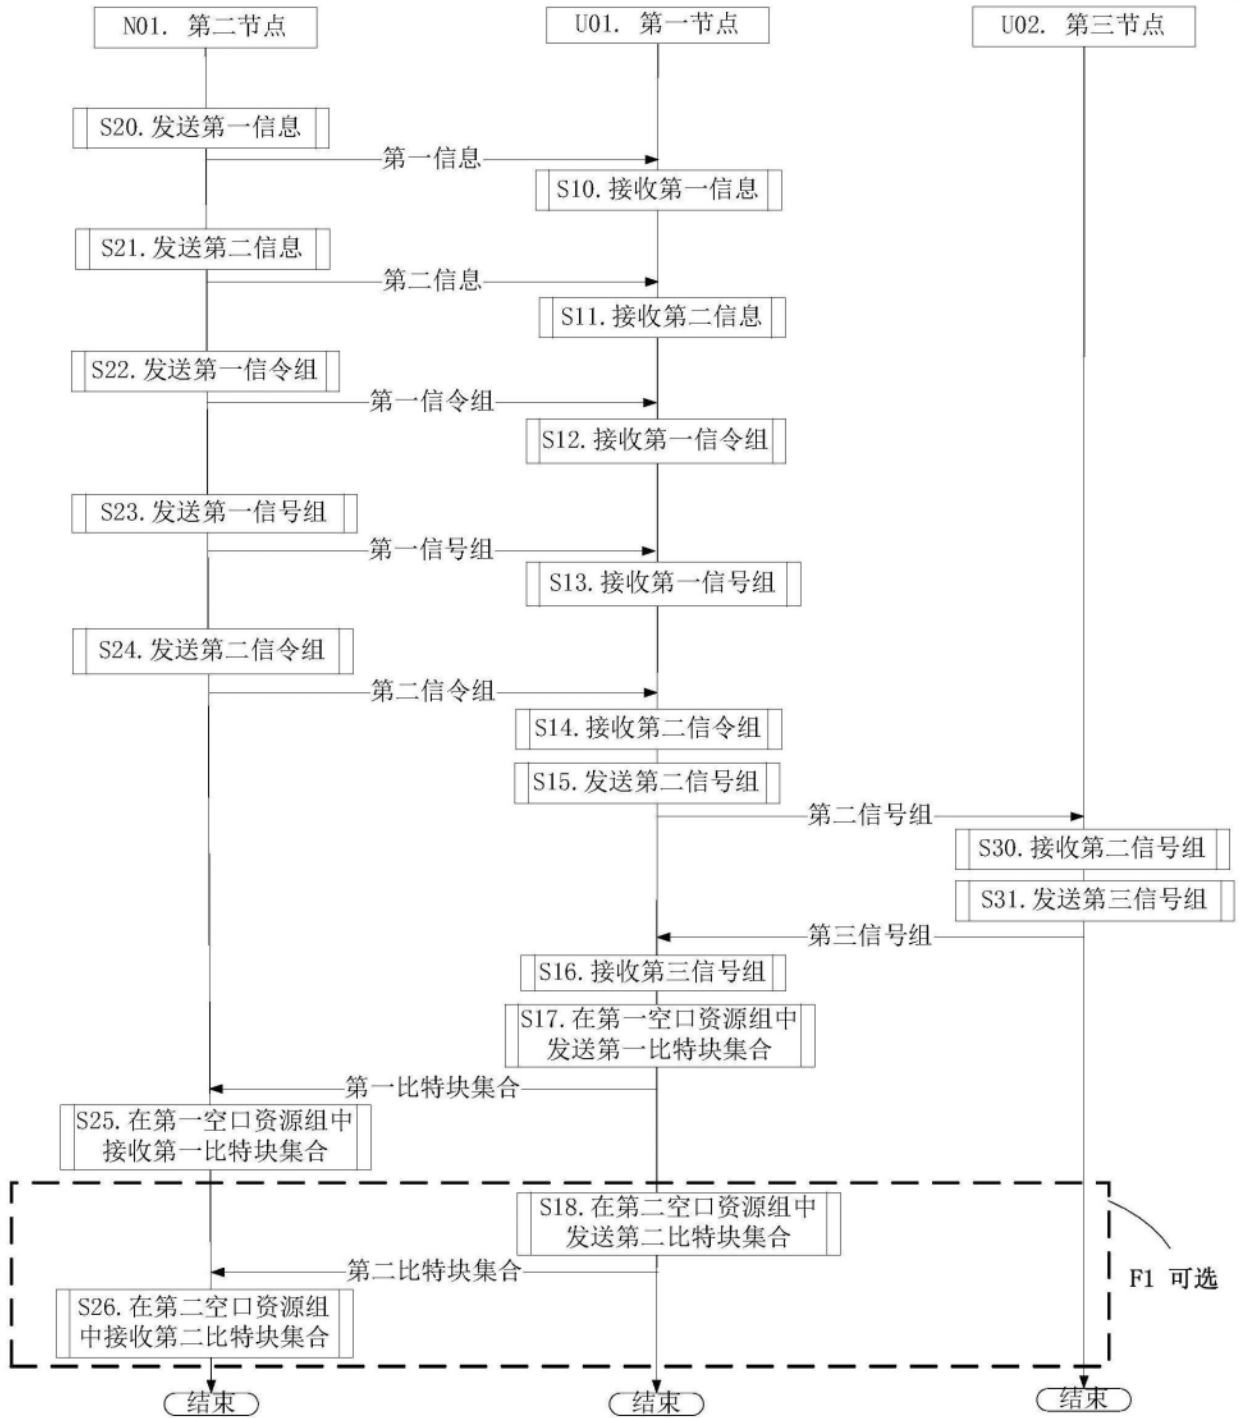 N01. 第二节点
U01. 第一节点
U02. 第三节点
S20.发送第一信息
第一信息
S10.接收第一信息
S21.发送第二信息
第二信息
S11.接收第二信息
S22.发送第一信令组
第一信令组
S12.接收第一信令组
S23.发送第一信号组
第一信号组
S13.接收第一信号组
S24.发送第二信令组
第二信令组
S14.接收第二信令组
S15.发送第二信号组
第二信号组
S30.接收第二信号组
S31.发送第三信号组
第三信号组
S16.接收第三信号组
S17.在第一空口资源组中
发送第一比特块集合
第一比特块集合
S25.在第一空口资源组中
接收第一比特块集合
S18.在第二空口资源组中
发送第二比特块集合
第二比特块集合
F1 可选
S26.在第二空口资源组
中接收第二比特块集合
结束
结束
结束